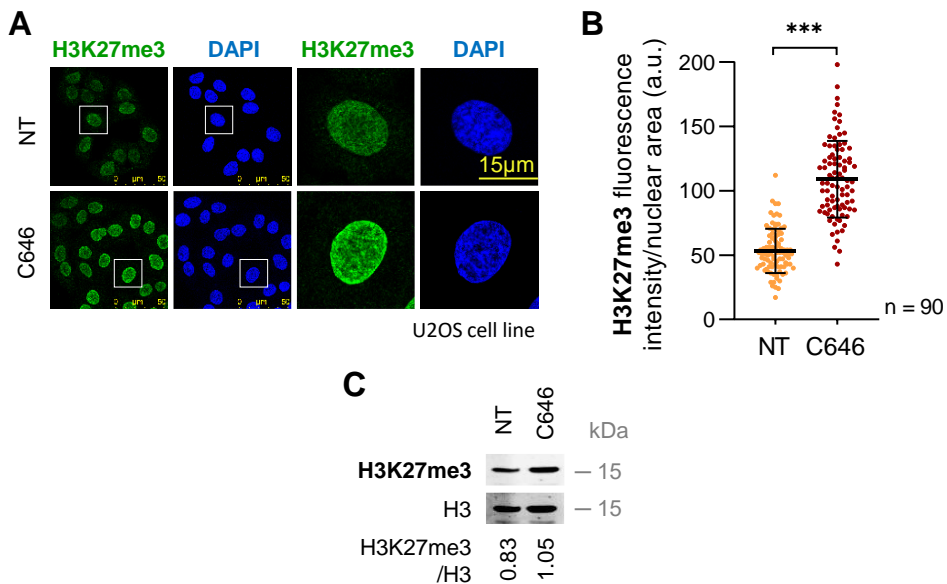 A
H3K27me3 DAPI H3K27me3 DAPI
NT
15µm
C646
U2OS cell line
B
***
H3K27me3 fluorescence
intensity/nuclear area (a.u.)
200
150
100
50
0
n = 90
NT C646
C
NT C646 kDa
H3K27me3 – 15
H3 – 15
H3K27me3
/H3
0.83 1.05